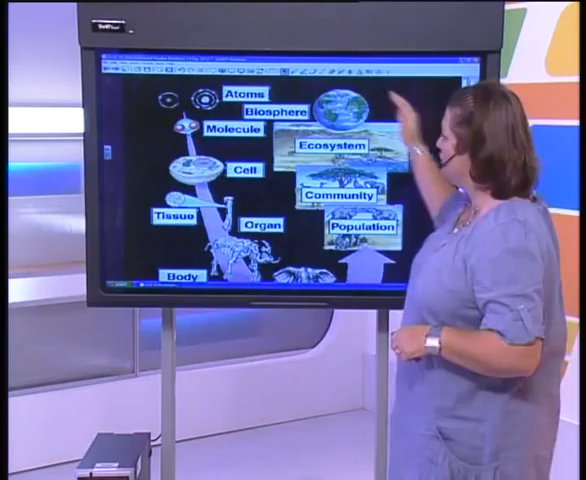 Atoms
Biosphere
Molecule
Ecosystem
Cell
Community
Tissue
Organ
Population
Body